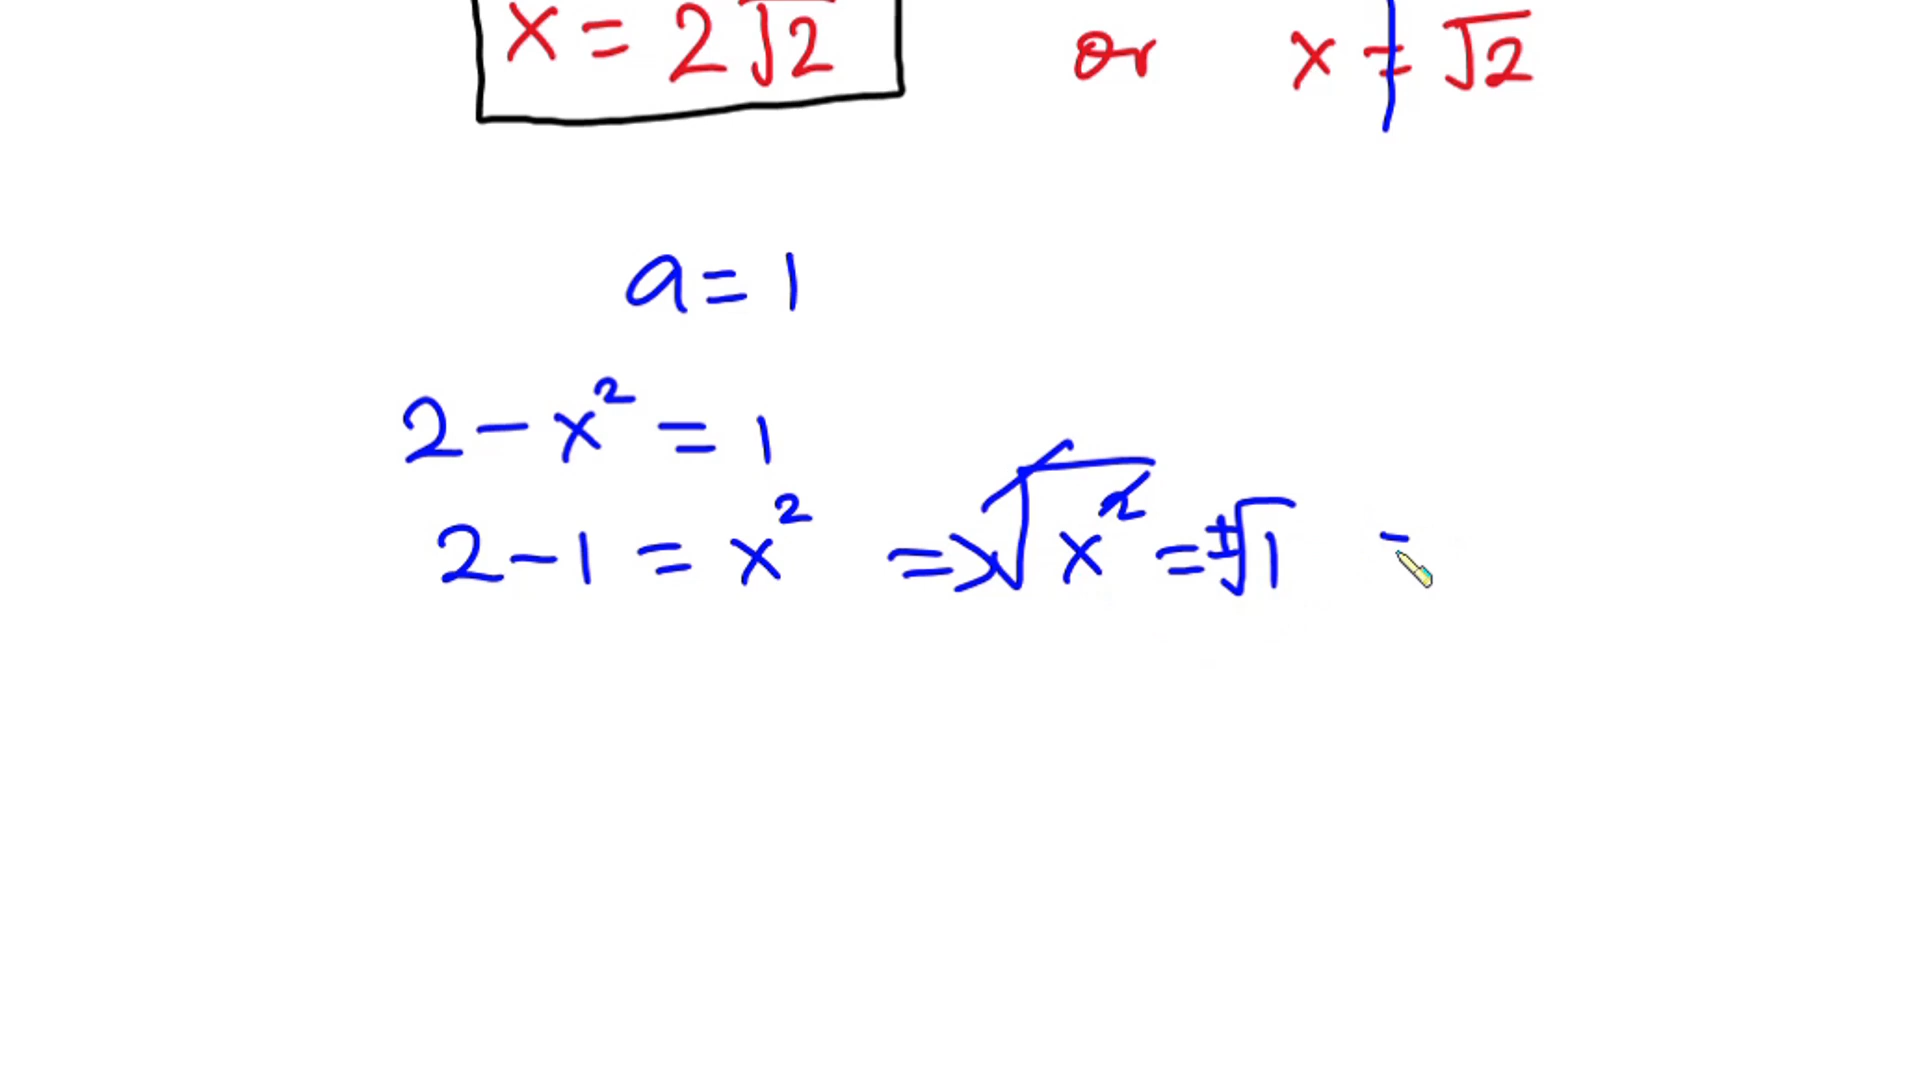 x = 2√2 or x = √2
a = 1
2 − x² = 1
2 − 1 = x² ⇒ √x² = ±√1 =